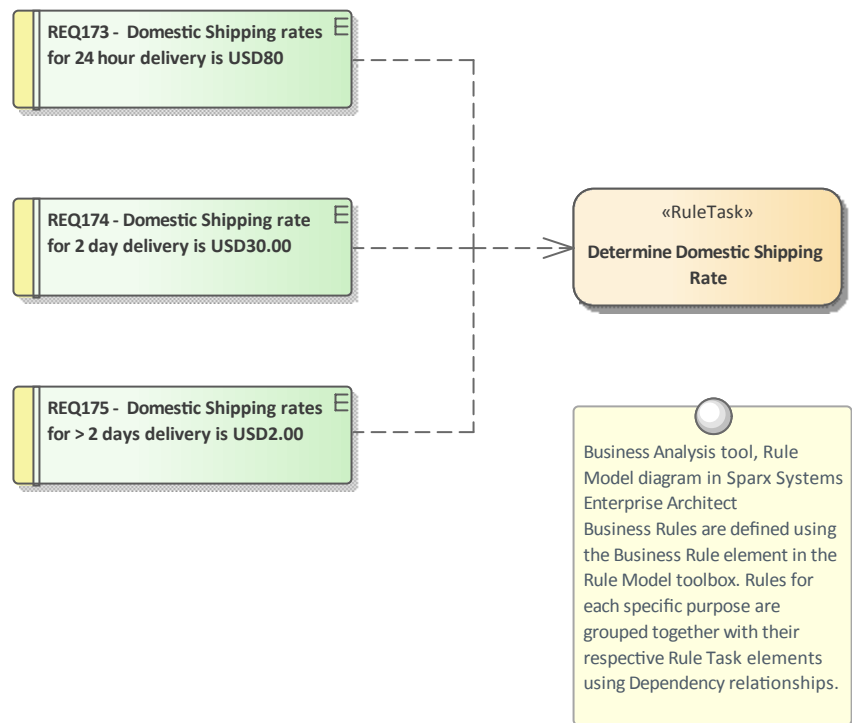 REQ173 -  Domestic Shipping rates
for 24 hour delivery is USD80
REQ174 - Domestic Shipping rate
for 2 day delivery is USD30.00
REQ175 -  Domestic Shipping rates
for > 2 days delivery is USD2.00
«RuleTask»
Determine Domestic Shipping
Rate
Business Analysis tool, Rule
Model diagram in Sparx Systems
Enterprise Architect
Business Rules are defined using
the Business Rule element in the
Rule Model toolbox. Rules for
each specific purpose are
grouped together with their
respective Rule Task elements
using Dependency relationships.